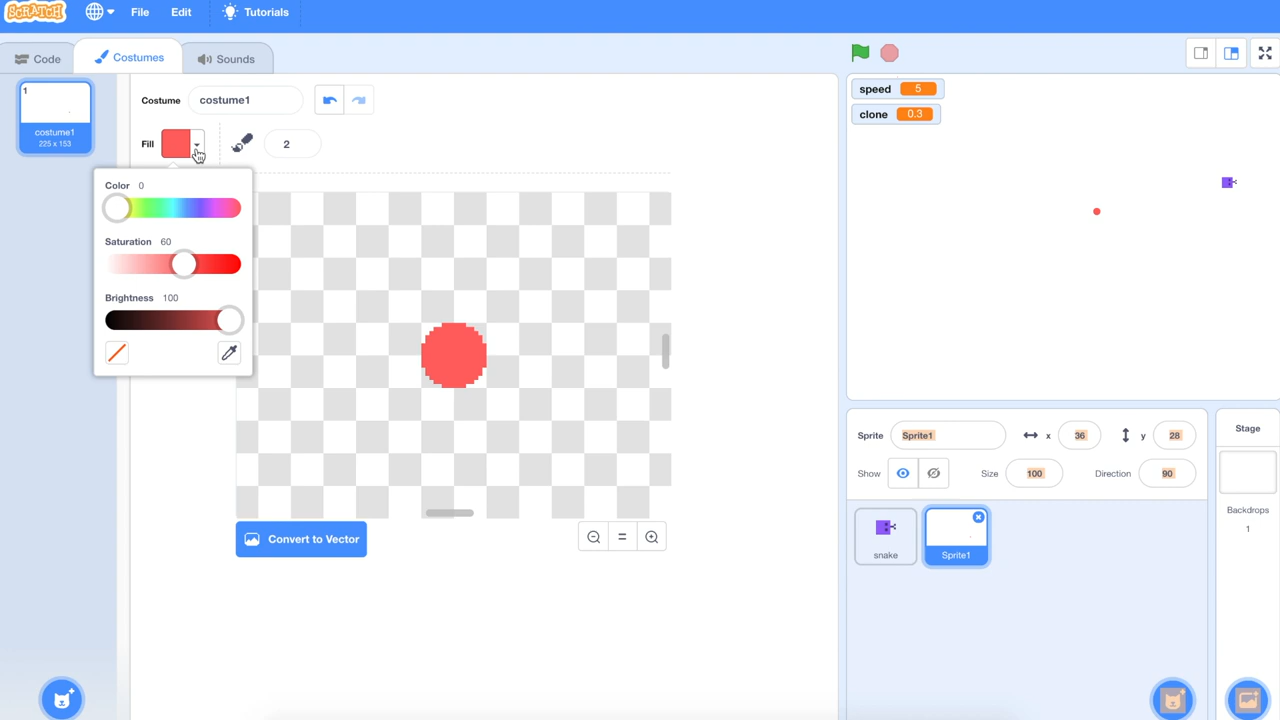 SCRATCH
File
Edit
Tutorials
Code
Costumes
Sounds
1
costume1
225 x 153
Costume
costume1
Fill
2
Color 0
Saturation 60
Brightness 100
Convert to Vector
speed 5
clone 0.3
Sprite
Sprite1
x
36
y
28
Show
Size
100
Direction
90
snake
Sprite1
Stage
Backdrops
1